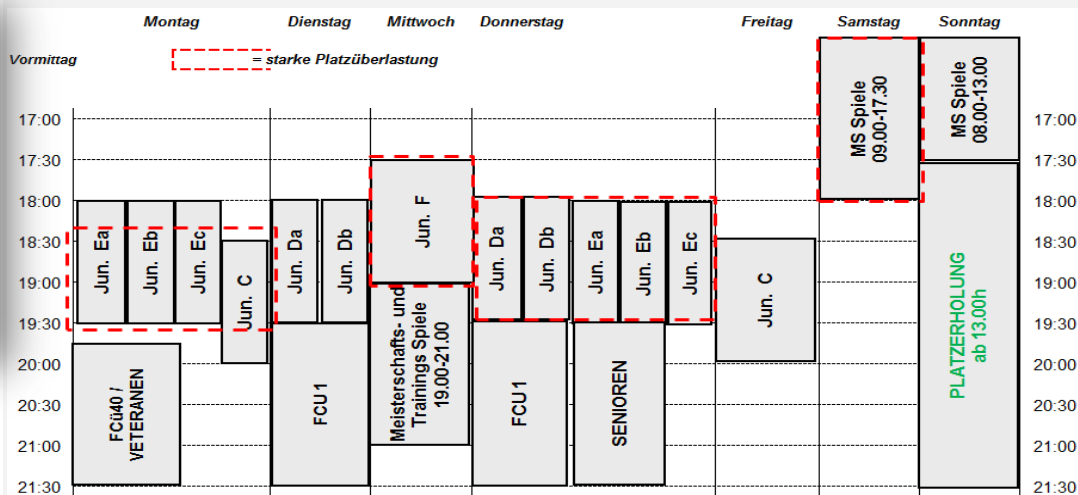 Montag Dienstag Mittwoch Donnerstag Freitag Samstag Sonntag
Vormittag
= starke Platzüberlastung
MS Spiele
09.00-17.30
MS Spiele
08.00-13.00
17:00 17:00
17:30 17:30
18:00 18:00
18:30 18:30
19:00 19:00
19:30 19:30
20:00 20:00
20:30 20:30
21:00 21:00
21:30 21:30
Jun. Ea
Jun. Eb
Jun. Ec
Jun. C
FCü40 /
VETERANEN
Jun. Da
Jun. Db
FCU 1
Jun. F
Meisterschafts- und
Trainings Spiele
19.00-21.00
Jun. Da
Jun. Db
Jun. Ea
Jun. Eb
Jun. Ec
FCU 1
SENIOREN
Jun. C
PLATZERHOLUNG
ab 13.00h